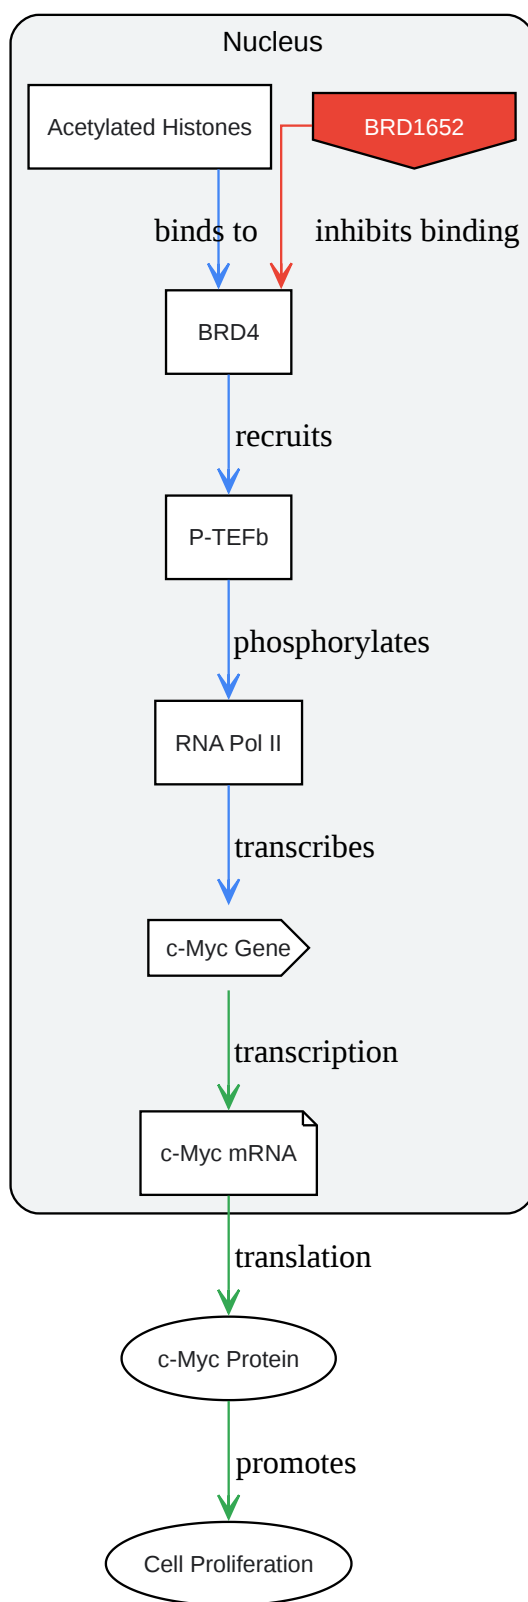 Nucleus
Acetylated Histones
BRD1652
binds to
inhibits binding
BRD4
recruits
P-TEFb
phosphorylates
RNA Pol II
transcribes
c-Myc Gene
transcription
c-Myc mRNA
translation
c-Myc Protein
promotes
Cell Proliferation